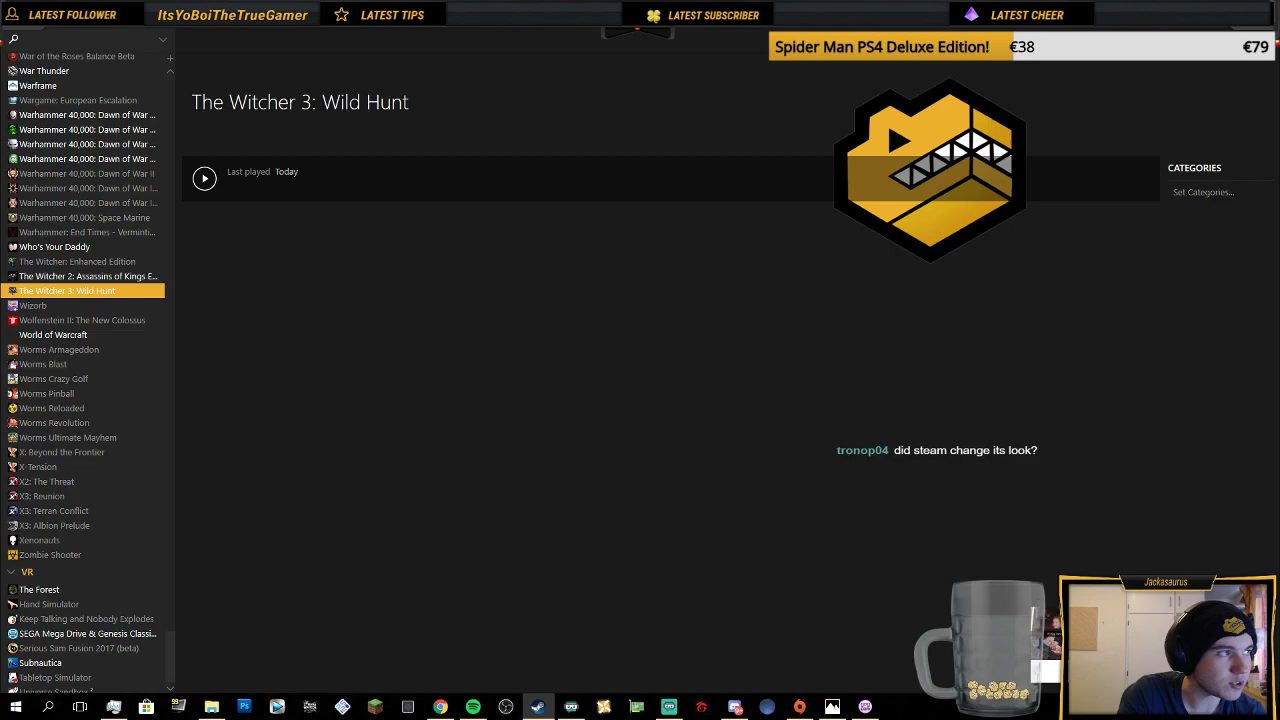 LATEST FOLLOWER
ItsYoBoiTheTrueGamer
LATEST TIPS
LATEST SUBSCRIBER
LATEST CHEER
Spider Man PS4 Deluxe Edition!
€38
€79
War of the Roses Balance Beta
War Thunder
Warframe
Wargame: European Escalation
Warhammer 40,000: Dawn of War ...
Warhammer 40,000: Dawn of War ...
Warhammer 40,000: Dawn of War ...
Warhammer 40,000: Dawn of War ...
Warhammer 40,000: Dawn of War II
Warhammer 40,000: Dawn of War I...
Warhammer 40,000: Dawn of War I...
Warhammer 40,000: Space Marine
Warhammer: End Times - Verminti...
Who's Your Daddy
The Witcher: Enhanced Edition
The Witcher 2: Assassins of Kings E...
The Witcher 3: Wild Hunt
Wizorb
Wolfenstein II: The New Colossus
World of Warcraft
Worms Armageddon
Worms Blast
Worms Crazy Golf
Worms Pinball
Worms Reloaded
Worms Revolution
Worms Ultimate Mayhem
X: Beyond the Frontier
X-Tension
X2: The Threat
X3: Reunion
X3: Terran Conflict
X3: Albion Prelude
Xenonauts
Zombie Shooter
VR
The Forest
Hand Simulator
Keep Talking and Nobody Explodes
SEGA Mega Drive & Genesis Classi...
Serious Sam Fusion 2017 (beta)
Subnautica
Tabletop Simulator
Universe Sandbox ²
The Witcher 3: Wild Hunt
Last played Today
CATEGORIES
Set Categories...
tronop04 did steam change its look?
Jackasaurus